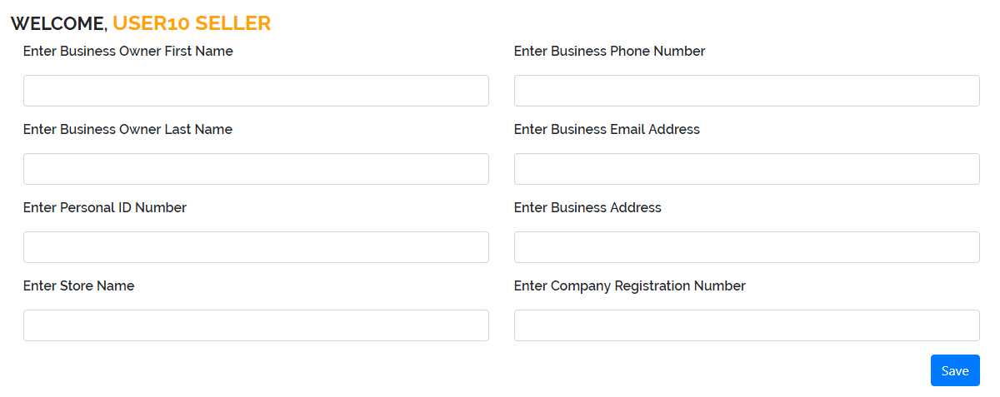 WELCOME, USER10 SELLER
Enter Business Owner First Name
Enter Business Phone Number
Enter Business Owner Last Name
Enter Business Email Address
Enter Personal ID Number
Enter Business Address
Enter Store Name
Enter Company Registration Number
Save